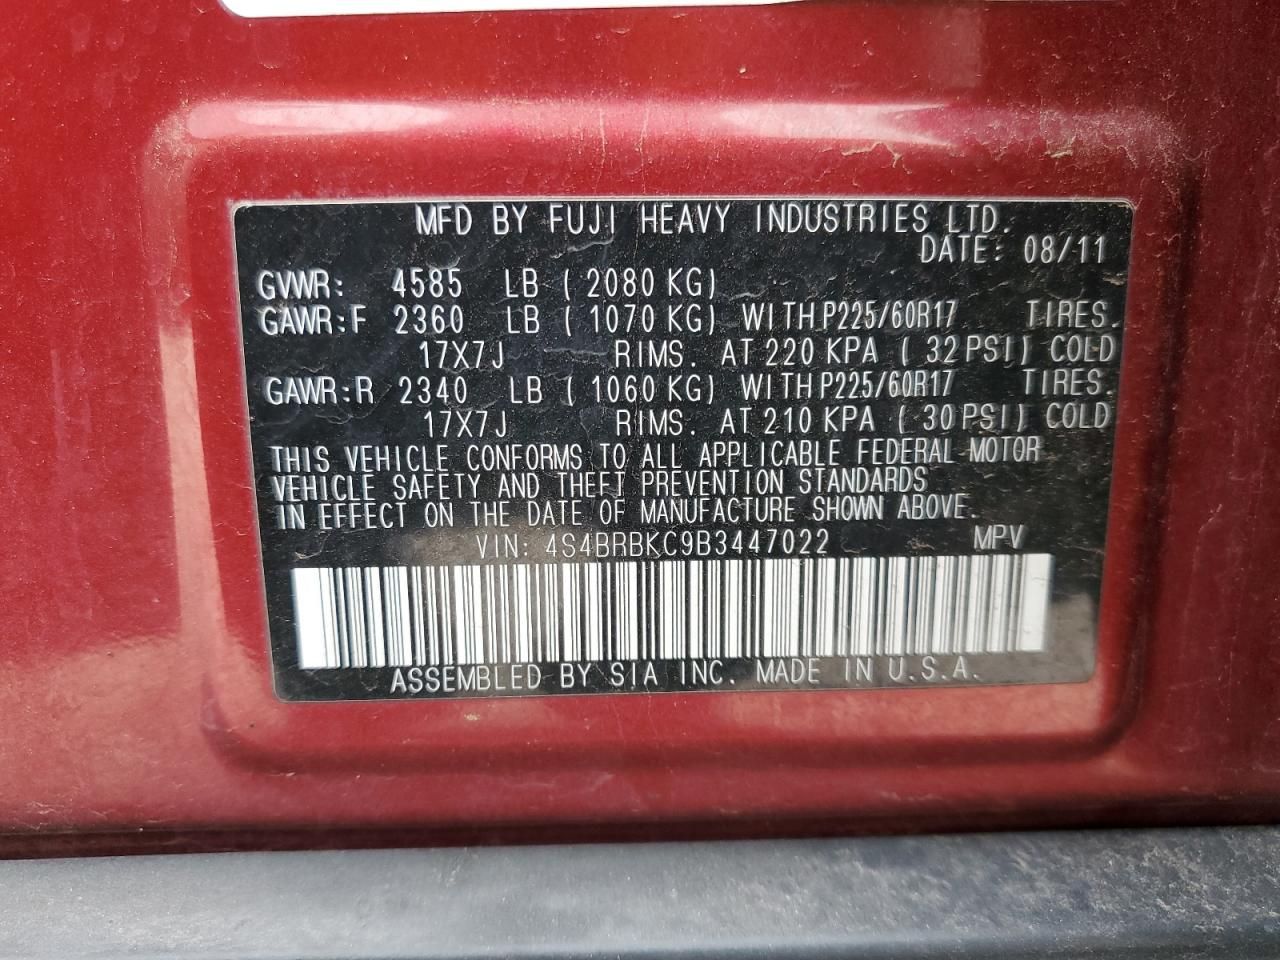 MFD BY FUJI HEAVY INDUSTRIES LTD.
DATE: 08/11
GVWR: 4585 LB ( 2080 KG)
GAWR:F 2360 LB ( 1070 KG) WITH P225/60R17 TIRES.
17X7J RIMS. AT 220 KPA ( 32 PSI) COLD
GAWR:R 2340 LB ( 1060 KG) WITH P225/60R17 TIRES.
17X7J RIMS. AT 210 KPA ( 30 PSI) COLD
THIS VEHICLE CONFORMS TO ALL APPLICABLE FEDERAL MOTOR
VEHICLE SAFETY AND THEFT PREVENTION STANDARDS
IN EFFECT ON THE DATE OF MANUFACTURE SHOWN ABOVE.
VIN: 4S4BRBKC9B3447022 MPV
ASSEMBLED BY SIA INC. MADE IN U.S.A.